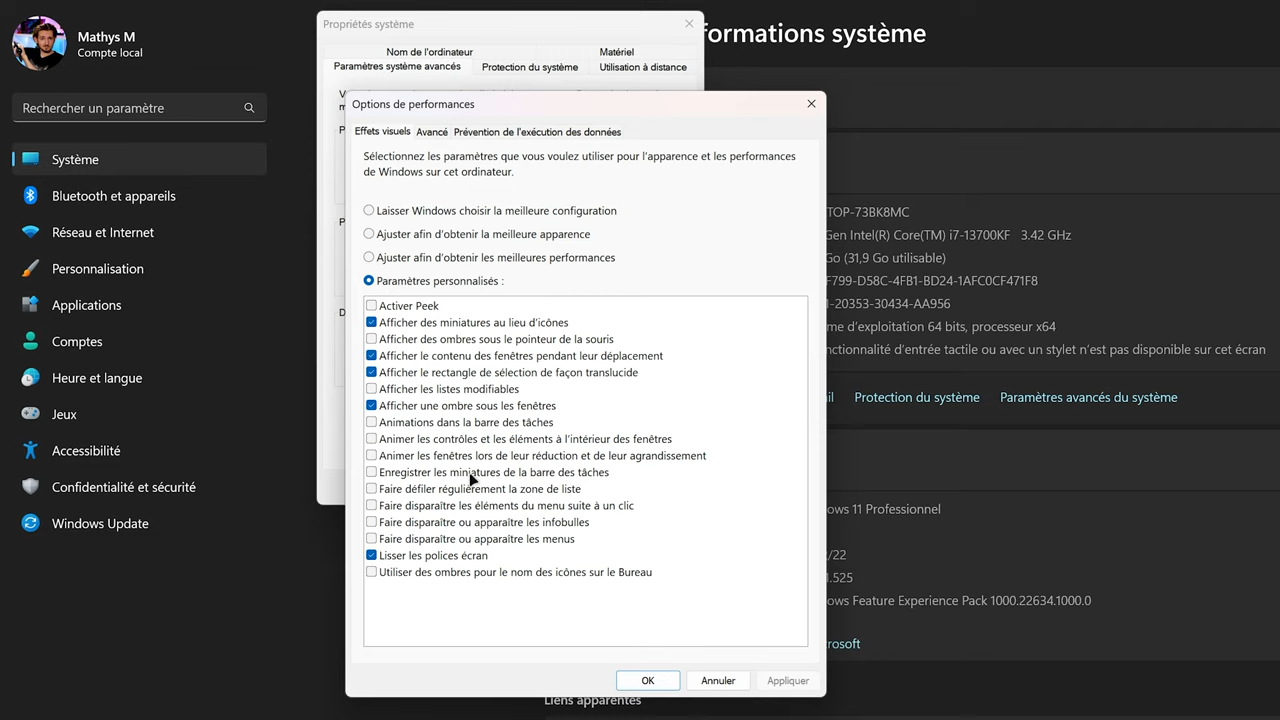 Mathys M
Compte local
Rechercher un paramètre
Système
Bluetooth et appareils
Réseau et Internet
Personnalisation
Applications
Comptes
Heure et langue
Jeux
Accessibilité
Confidentialité et sécurité
Windows Update
Propriétés système
Nom de l'ordinateur
Matériel
Paramètres système avancés
Protection du système
Utilisation à distance
Options de performances
Effets visuels
Avancé
Prévention de l'exécution des données
Sélectionnez les paramètres que vous voulez utiliser pour l'apparence et les performances
de Windows sur cet ordinateur.
Laisser Windows choisir la meilleure configuration
Ajuster afin d'obtenir la meilleure apparence
Ajuster afin d'obtenir les meilleures performances
Paramètres personnalisés :
Activer Peek
Afficher des miniatures au lieu d'icônes
Afficher des ombres sous le pointeur de la souris
Afficher le contenu des fenêtres pendant leur déplacement
Afficher le rectangle de sélection de façon translucide
Afficher les listes modifiables
Afficher une ombre sous les fenêtres
Animations dans la barre des tâches
Animer les contrôles et les éléments à l'intérieur des fenêtres
Animer les fenêtres lors de leur réduction et de leur agrandissement
Enregistrer les miniatures de la barre des tâches
Faire défiler régulièrement la zone de liste
Faire disparaître les éléments du menu suite à un clic
Faire disparaître ou apparaître les infobulles
Faire disparaître ou apparaître les menus
Lisser les polices écran
Utiliser des ombres pour le nom des icônes sur le Bureau
OK
Annuler
Appliquer
formations système
TOP-73BK8MC
Gen Intel(R) Core(TM) i7-13700KF 3.42 GHz
Go (31,9 Go utilisable)
F799-D58C-4FB1-BD24-1AFC0CF471F8
1-20353-30434-AA956
me d'exploitation 64 bits, processeur x64
nctionnalité d'entrée tactile ou avec un stylet n'est pas disponible sur cet écran
il
Protection du système
Paramètres avancés du système
ows 11 Professionnel
/22
.525
ows Feature Experience Pack 1000.22634.1000.0
rosoft
Liens apparentés